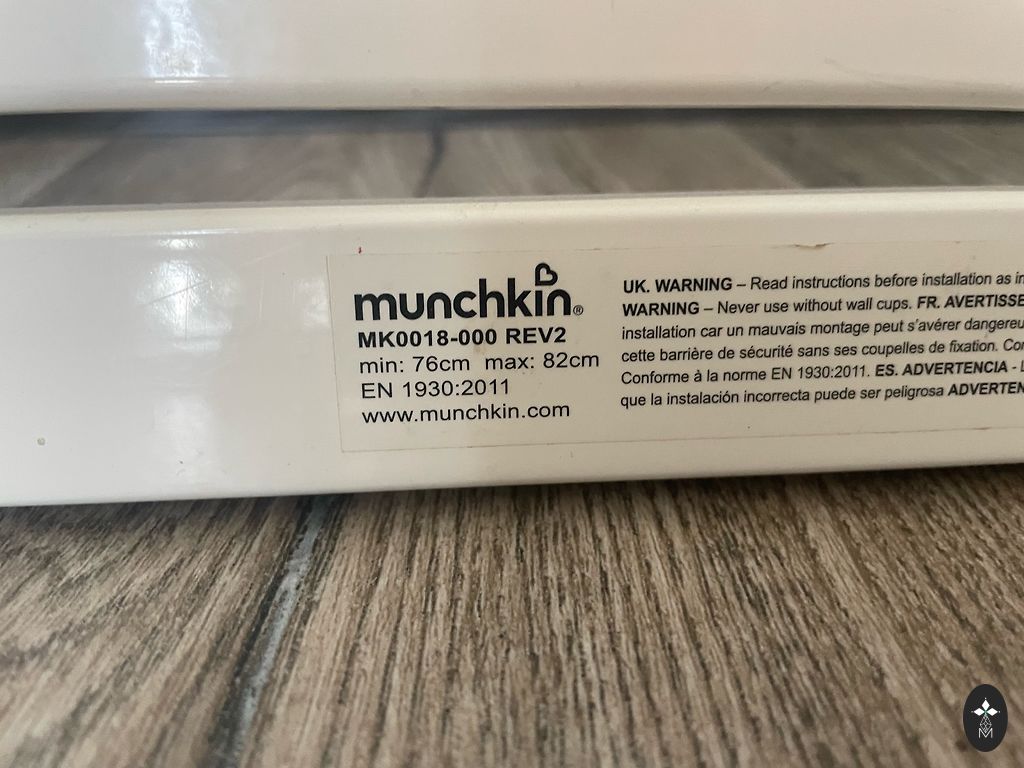 munchkin®
MK0018-000 REV2
min: 76cm max: 82cm
EN 1930:2011
www.munchkin.com
UK. WARNING – Read instructions before installation as
WARNING – Never use without wall cups. FR.
installation car un mauvais montage peut s'avérer
cette barrière de sécurité sans ses coupelles de fixation.
Conforme à la norme EN 1930:2011. ES. ADVERTENCIA -
que la instalación incorrecta puede ser peligrosa
M